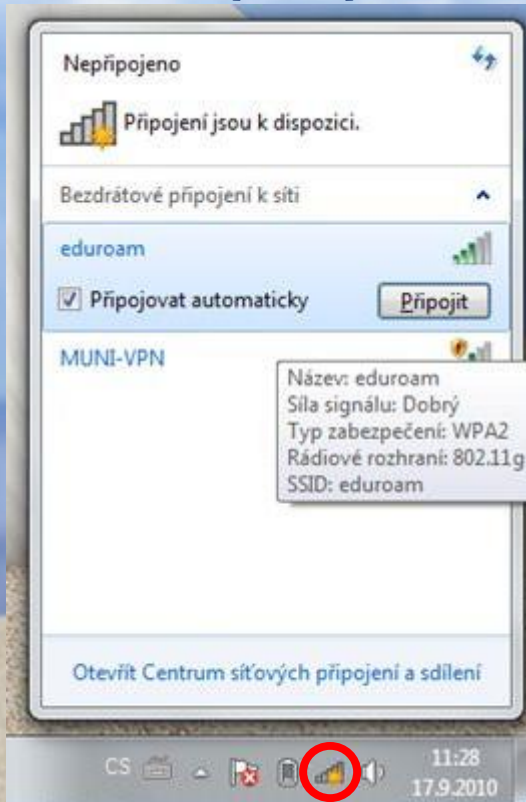 Nepřipojeno
Připojení jsou k dispozici.
Bezdrátové připojení k síti
eduroam
Připojovat automaticky
Připojit
MUNI-VPN
Název: eduroam
Síla signálu: Dobrý
Typ zabezpečení: WPA2
Rádiové rozhraní: 802.11g
SSID: eduroam
Otevřít Centrum síťových připojení a sdílení
CS
11:28
17.9.2010